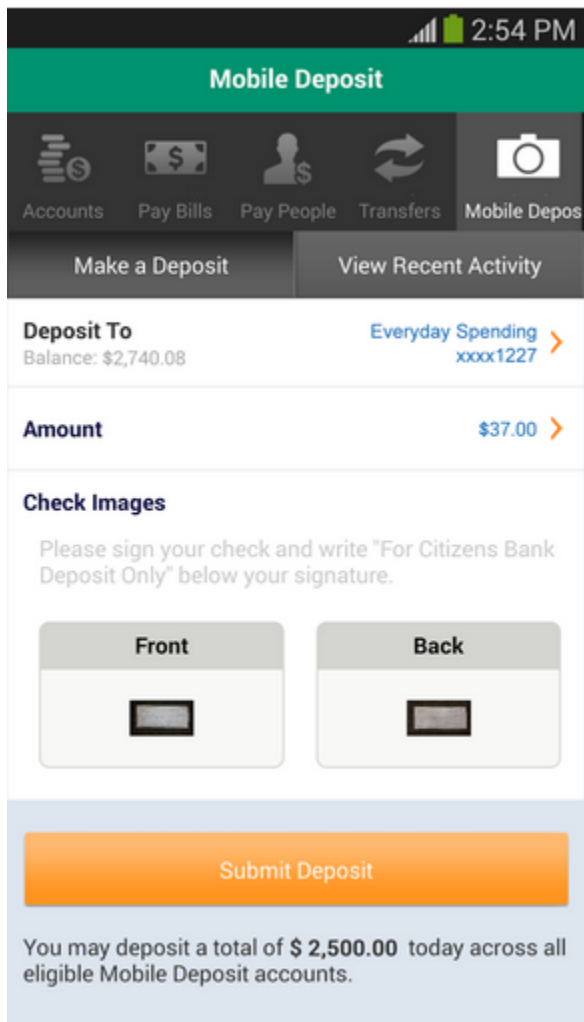 2:54 PM
Mobile Deposit
Accounts Pay Bills Pay People Transfers Mobile Depos
Make a Deposit View Recent Activity
Deposit To
Everyday Spending
Balance: $2,740.08
xxxx1227
Amount $37.00
Check Images
Please sign your check and write "For Citizens Bank
Deposit Only" below your signature.
Front Back
Submit Deposit
You may deposit a total of $ 2,500.00 today across all
eligible Mobile Deposit accounts.